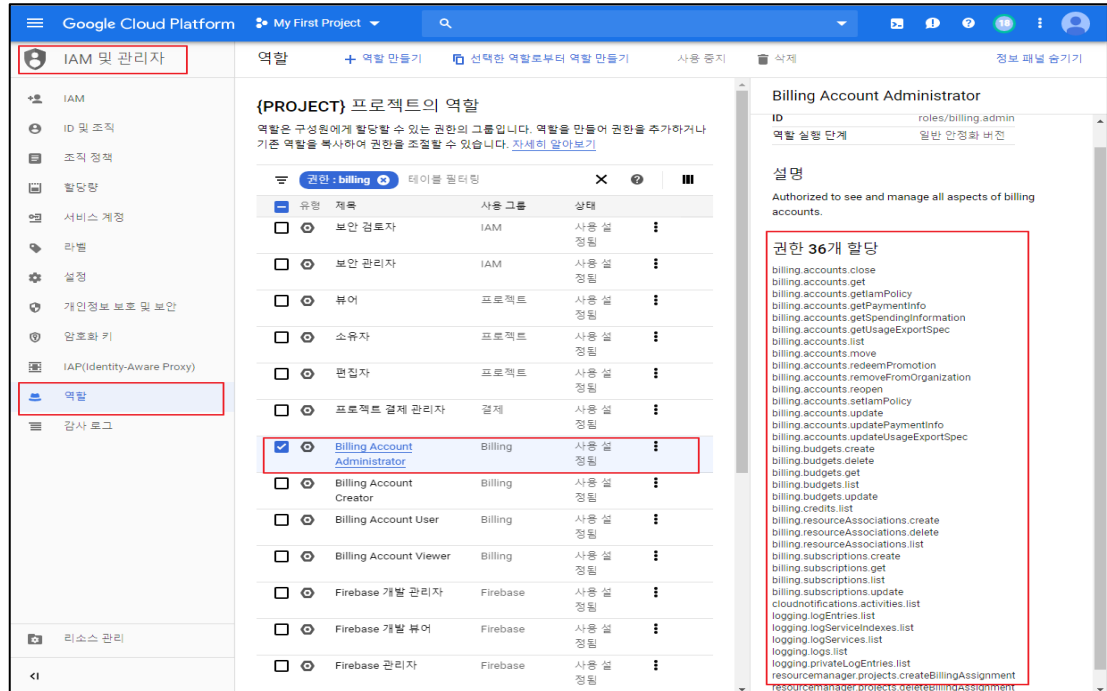 Google Cloud Platform
My First Project
18
IAM 및 관리자
역할
역할 만들기
선택한 역할로부터 역할 만들기
사용 중지
삭제
정보 패널 숨기기
IAM
ID 및 조직
조직 정책
할당량
서비스 계정
라벨
설정
개인정보 보호 및 보안
암호화 키
IAP(Identity-Aware Proxy)
역할
감사 로그
리소스 관리
{PROJECT} 프로젝트의 역할
역할은 구성원에게 할당할 수 있는 권한의 그룹입니다. 역할을 만들어 권한을 추가하거나
기존 역할을 복사하여 권한을 조절할 수 있습니다. 자세히 알아보기
권한 : billing 테이블 필터링
유형 제목 사용 그룹 상태
보안 검토자 IAM 사용 설
정됨
보안 관리자 IAM 사용 설
정됨
뷰어 프로젝트 사용 설
정됨
소유자 프로젝트 사용 설
정됨
편집자 프로젝트 사용 설
정됨
프로젝트 결제 관리자 결제 사용 설
정됨
Billing Account Billing 사용 설
Administrator 정됨
Billing Account Billing 사용 설
Creator 정됨
Billing Account User Billing 사용 설
정됨
Billing Account Viewer Billing 사용 설
정됨
Firebase 개발 관리자 Firebase 사용 설
정됨
Firebase 개발 뷰어 Firebase 사용 설
정됨
Firebase 관리자 Firebase 사용 설
정됨
Billing Account Administrator
ID roles/billing.admin
역할 실행 단계 일반 안정화 버전
설명
Authorized to see and manage all aspects of billing
accounts.
권한 36개 할당
billing.accounts.close
billing.accounts.get
billing.accounts.getIamPolicy
billing.accounts.getPaymentInfo
billing.accounts.getSpendingInformation
billing.accounts.getUsageExportSpec
billing.accounts.list
billing.accounts.move
billing.accounts.redeemPromotion
billing.accounts.removeFromOrganization
billing.accounts.reopen
billing.accounts.setIamPolicy
billing.accounts.update
billing.accounts.updatePaymentInfo
billing.accounts.updateUsageExportSpec
billing.budgets.create
billing.budgets.delete
billing.budgets.get
billing.budgets.list
billing.budgets.update
billing.credits.list
billing.resourceAssociations.create
billing.resourceAssociations.delete
billing.resourceAssociations.list
billing.subscriptions.create
billing.subscriptions.get
billing.subscriptions.list
billing.subscriptions.update
cloudnotifications.activities.list
logging.logEntries.list
logging.logServiceIndexes.list
logging.logServices.list
logging.logs.list
logging.privateLogEntries.list
resourcemanager.projects.createBillingAssignment
resourcemanager.projects.deleteBillingAssignment